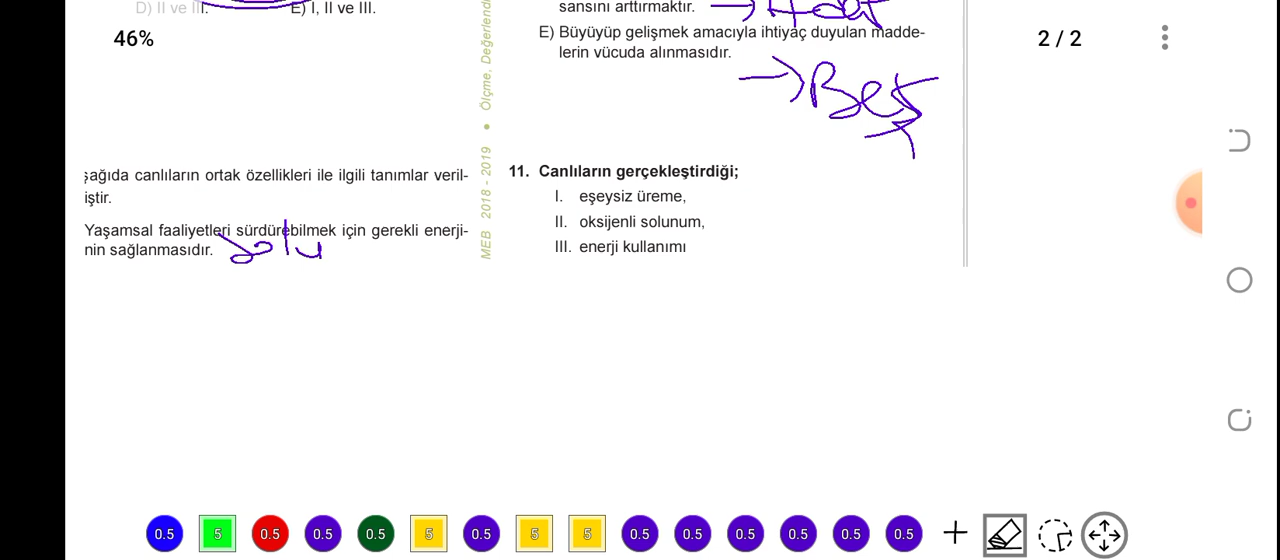 D) II ve III.
E) I, II ve III.
46%
şağıda canlıların ortak özellikleri ile ilgili tanımlar veril-
iştir.
Yaşamsal faaliyetleri sürdürebilmek için gerekli enerji-
nin sağlanmasıdır.
Solu
MEB 2018 - 2019 • Ölçme, Değerlendi
şansını arttırmaktır.
E) Büyüyüp gelişmek amacıyla ihtiyaç duyulan madde-
lerin vücuda alınmasıdır.
→ Beş
11. Canlıların gerçekleştirdiği;
I. eşeysiz üreme,
II. oksijenli solunum,
III. enerji kullanımı
2 / 2
0.5 5 0.5 0.5 0.5 5 0.5 5 5 0.5 0.5 0.5 0.5 0.5 0.5